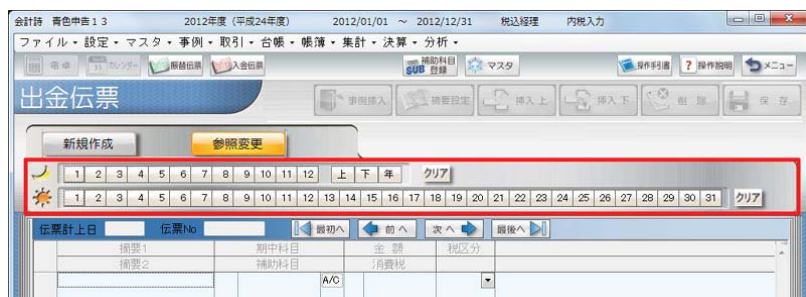 会計詩 青色申告13 2012年度(平成24年度) 2012/01/01 ～ 2012/12/31 税込経理 内税入力
ファイル・設定・マスタ・事例・取引・台帳・帳簿・集計・決算・分析・
電卓 カレンダー 振替伝票 入金伝票 SUB 補助科目登録 マスタ 操作手引書 ? 操作説明 メニュー
出金伝票 事例挿入 摘要設定 挿入上 挿入下 削除 保存
新規作成 参照変更
1 2 3 4 5 6 7 8 9 10 11 12 上 下 年 クリア
1 2 3 4 5 6 7 8 9 10 11 12 13 14 15 16 17 18 19 20 21 22 23 24 25 26 27 28 29 30 31 クリア
伝票計上日 伝票No 最初へ 前へ 次へ 最後へ
摘要1 期中科目 金額 税区分
摘要2 補助科目 消費税
A/C